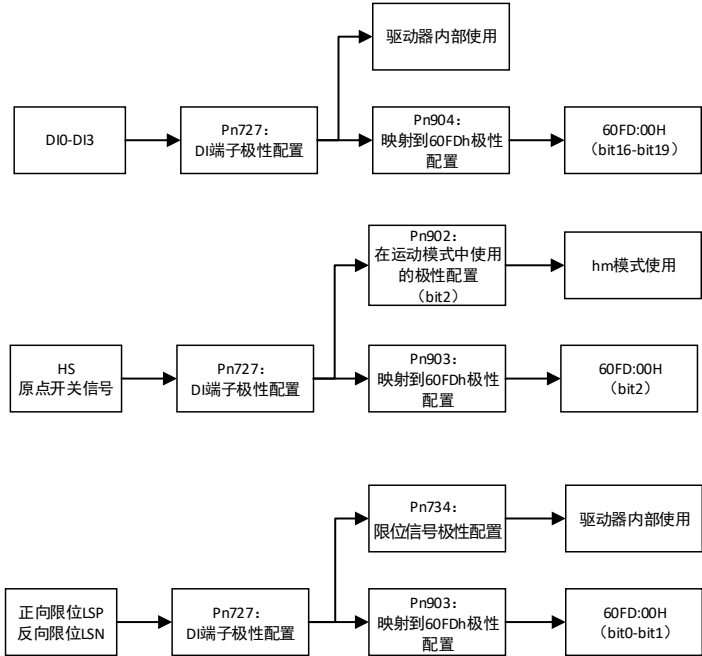 驱动器内部使用
DI0-DI3
Pn727：
DI端子极性配置
Pn904：
映射到60FDh极性
配置
60FD:00H
（bit16-bit19）
Pn902：
在运动模式中使用
的极性配置
（bit2）
hm模式使用
HS
原点开关信号
Pn727：
DI端子极性配置
Pn903：
映射到60FDh极性
配置
60FD:00H
（bit2）
Pn734：
限位信号极性配置
驱动器内部使用
正向限位LSP
反向限位LSN
Pn727：
DI端子极性配置
Pn903：
映射到60FDh极性
配置
60FD:00H
（bit0-bit1）